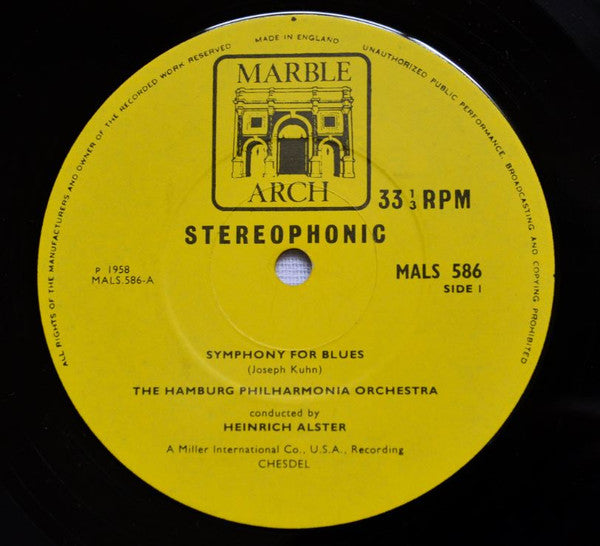 MADE IN ENGLAND
ALL RIGHTS OF THE MANUFACTURERS AND OWNER OF THE RECORDED WORK RESERVED
UNAUTHORIZED PUBLIC PERFORMANCE, BROADCASTING AND COPYING PROHIBITED
MARBLE
ARCH
33 1/3 RPM
STEREOPHONIC
P 1958
MALS.586-A
MALS 586
SIDE 1
SYMPHONY FOR BLUES
(Joseph Kuhn)
THE HAMBURG PHILHARMONIA ORCHESTRA
conducted by
HEINRICH ALSTER
A Miller International Co., U.S.A., Recording
CHESDEL